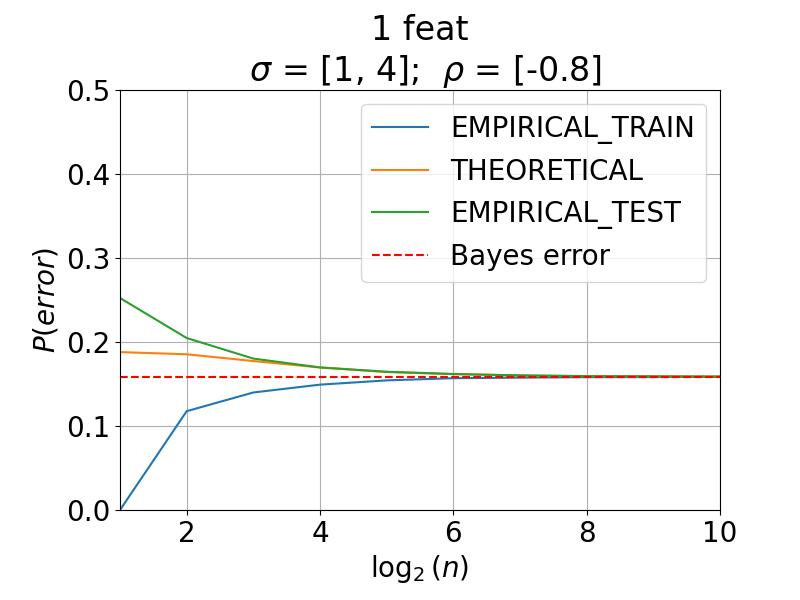 1 feat
σ = [1, 4]; ρ = [-0.8]
EMPIRICAL_TRAIN
THEORETICAL
EMPIRICAL_TEST
Bayes error
P(error)
0.5
0.4
0.3
0.2
0.1
0.0
2
4
6
8
10
log₂(n)